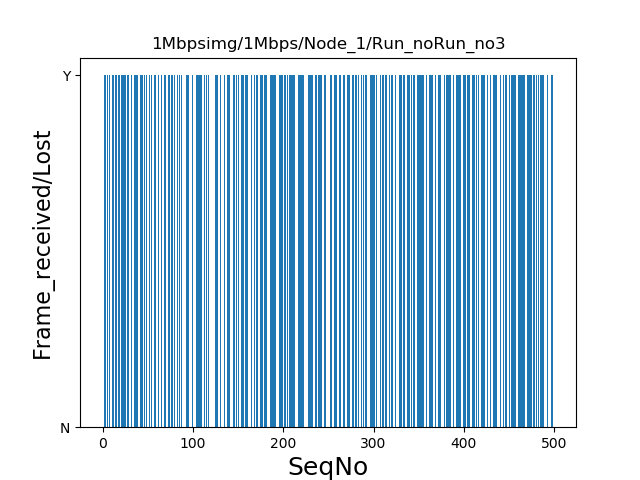 1Mbpsimg/1Mbps/Node_1/Run_noRun_no3
Y
Frame_received/Lost
N
0 100 200 300 400 500
SeqNo